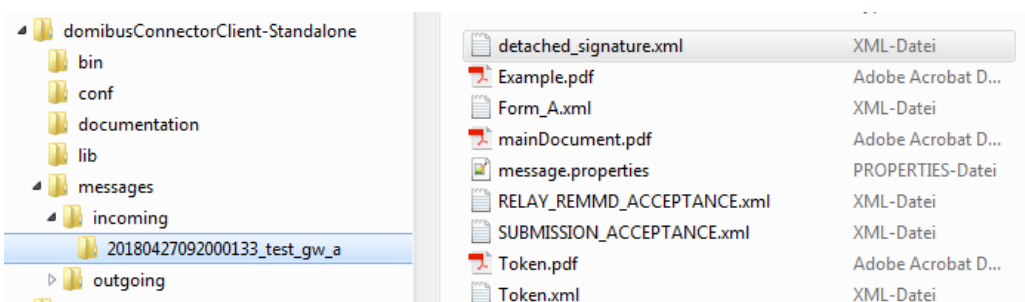 domibusConnectorClient-Standalone
bin
conf
documentation
lib
messages
incoming
20180427092000133_test_gw_a
outgoing
detached_signature.xml XML-Datei
Example.pdf Adobe Acrobat D...
Form_A.xml XML-Datei
mainDocument.pdf Adobe Acrobat D...
message.properties PROPERTIES-Datei
RELAY_REMMD_ACCEPTANCE.xml XML-Datei
SUBMISSION_ACCEPTANCE.xml XML-Datei
Token.pdf Adobe Acrobat D...
Token.xml XML-Datei